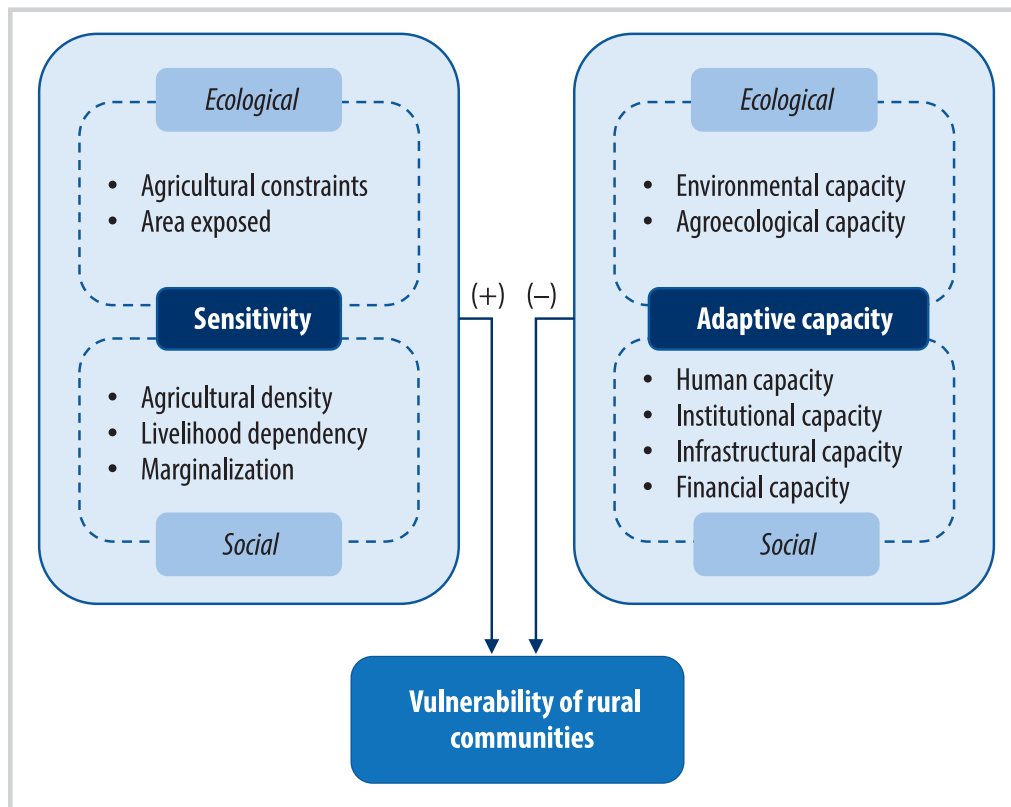 Ecological
• Agricultural constraints
• Area exposed
Sensitivity
• Agricultural density
• Livelihood dependency
• Marginalization
Social
(+)
(–)
Ecological
• Environmental capacity
• Agroecological capacity
Adaptive capacity
• Human capacity
• Institutional capacity
• Infrastructural capacity
• Financial capacity
Social
Vulnerability of rural
communities